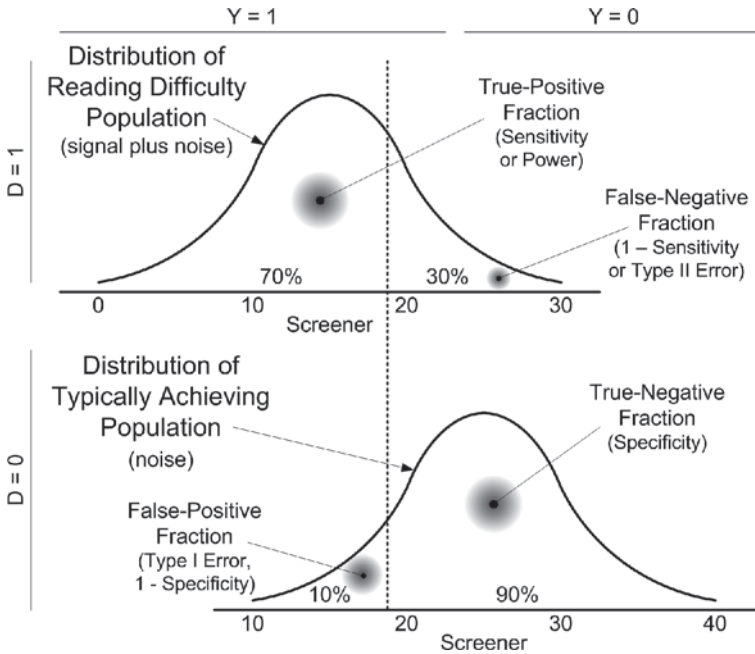 Y = 1
Y = 0
D = 1
Distribution of
Reading Difficulty
Population
(signal plus noise)
True-Positive
Fraction
(Sensitivity
or Power)
False-Negative
Fraction
(1 – Sensitivity
or Type II Error)
70%
30%
0
10
20
30
Screener
D = 0
Distribution of
Typically Achieving
Population
(noise)
True-Negative
Fraction
(Specificity)
False-Positive
Fraction
(Type I Error,
1 - Specificity)
10%
90%
10
20
30
40
Screener